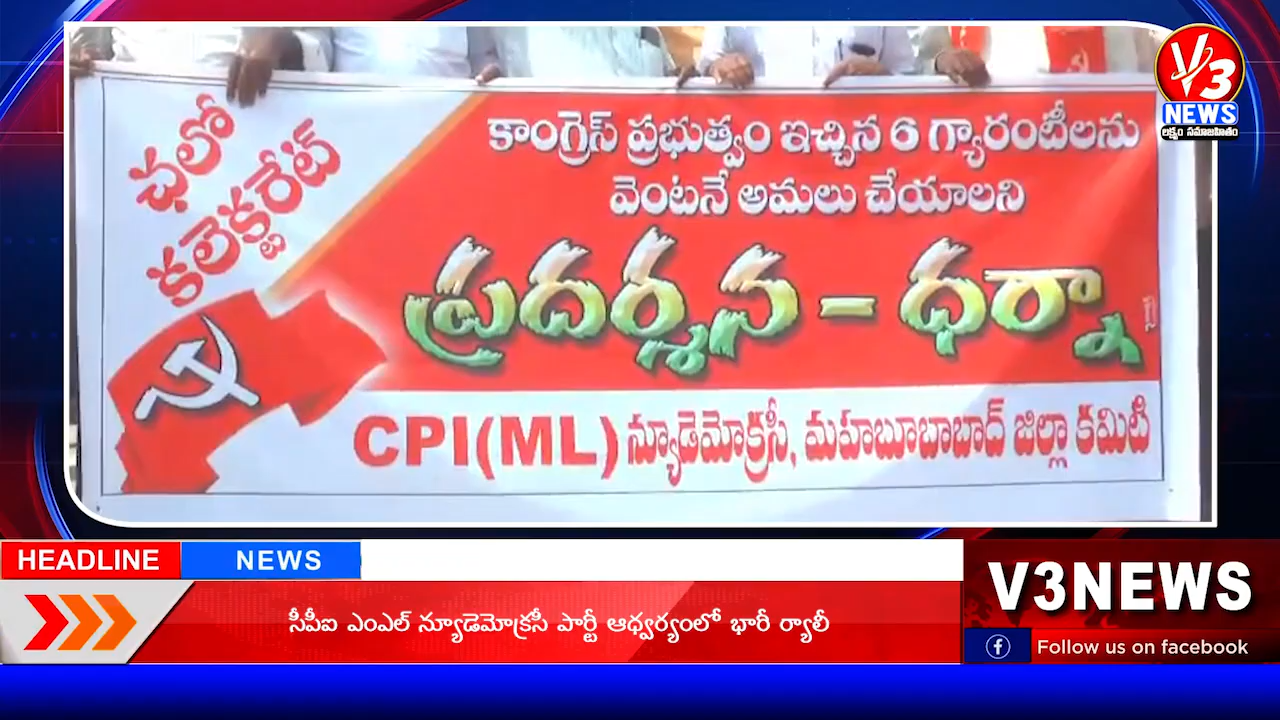 V3
NEWS
లక్ష్యం సమాజహితం
ఛలో
కలెక్టరేట్
కాంగ్రెస్ ప్రభుత్వం ఇచ్చిన 6 గ్యారంటీలను
వెంటనే అమలు చేయాలని
ప్రదర్శన - ధర్నా
CPI(ML) న్యూడెమోక్రసీ, మహబూబాబాద్ జిల్లా కమిటి
HEADLINE NEWS
సీపీఐ ఎంఎల్ న్యూడెమోక్రసీ పార్టీ ఆధ్వర్యంలో భారీ ర్యాలీ
V3NEWS
f Follow us on facebook